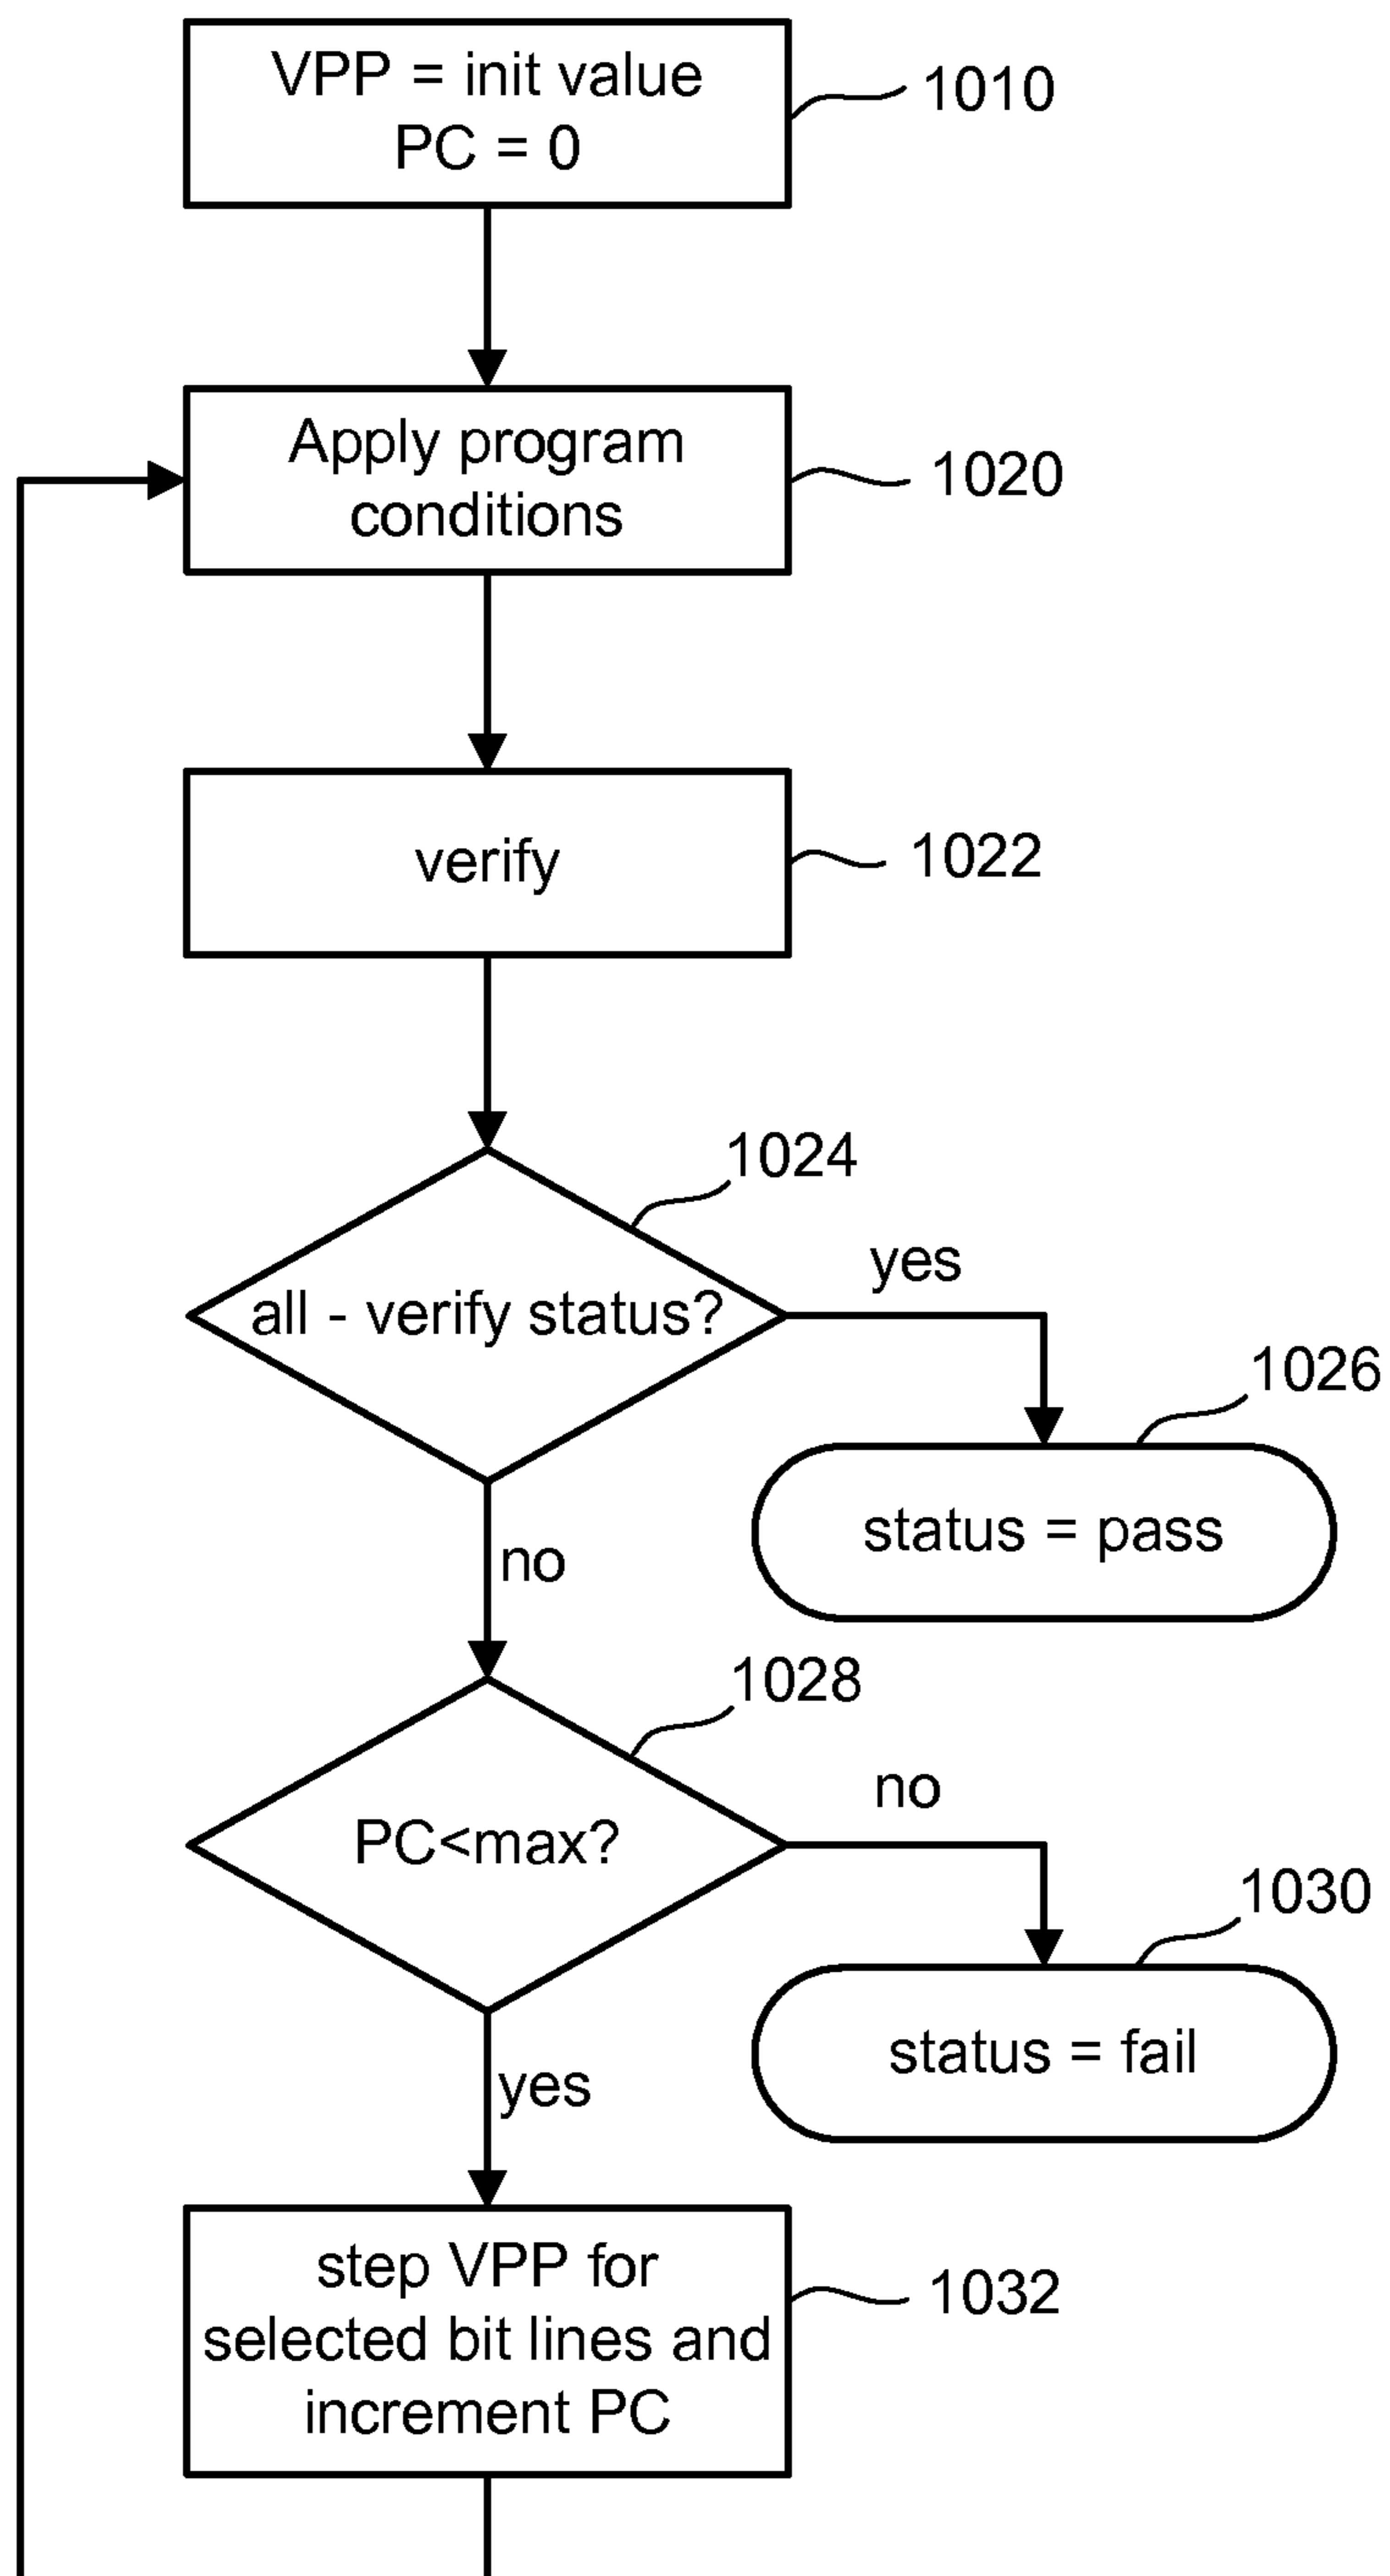 VPP = init value
PC = 0
1010
Apply program
conditions
1020
verify
1022
1024
all - verify status?
yes
1026
status = pass
no
1028
PC<max?
no
1030
status = fail
yes
step VPP for
selected bit lines and
increment PC
1032